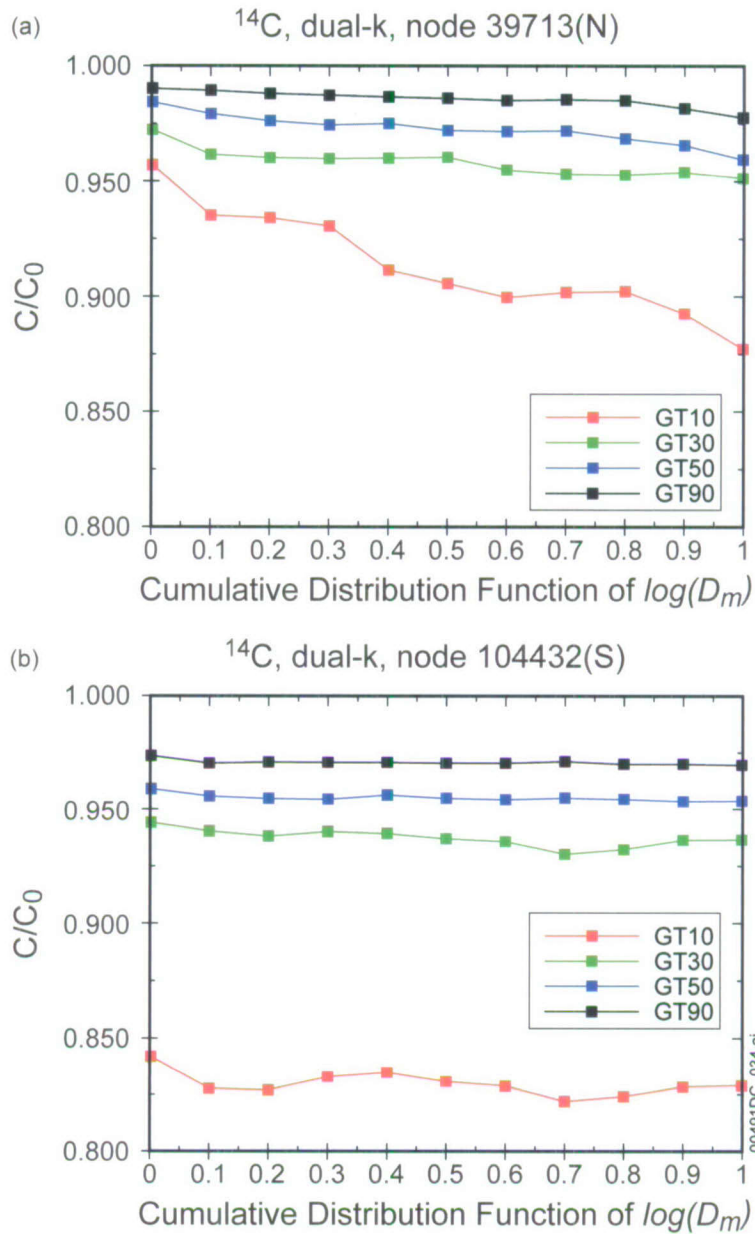 (a)
¹⁴C, dual-k, node 39713(N)
1.000
0.950
0.900
0.850
0.800
C/C₀
GT10
GT30
GT50
GT90
0 0.1 0.2 0.3 0.4 0.5 0.6 0.7 0.8 0.9 1
Cumulative Distribution Function of log(Dₘ)
(b)
¹⁴C, dual-k, node 104432(S)
1.000
0.950
0.900
0.850
0.800
C/C₀
GT10
GT30
GT50
GT90
0 0.1 0.2 0.3 0.4 0.5 0.6 0.7 0.8 0.9 1
Cumulative Distribution Function of log(Dₘ)